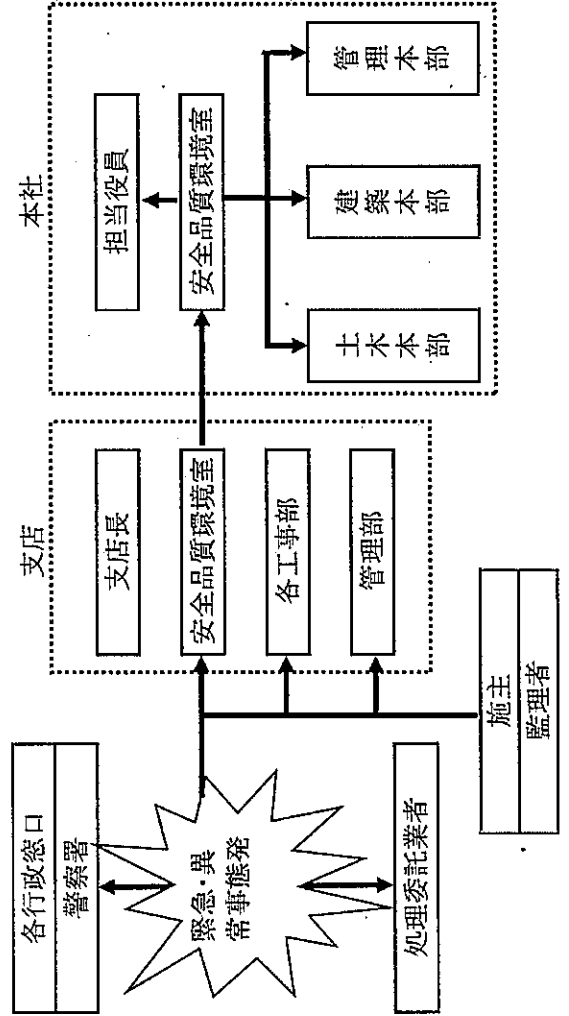 各行政窓口
警察署
緊急・異
常事態発
処理委託業者
施主
監理者
支店
支店長
安全品質環境室
各工事部
管理部
本社
担当役員
安全品質環境室
土木本部
建築本部
管理本部